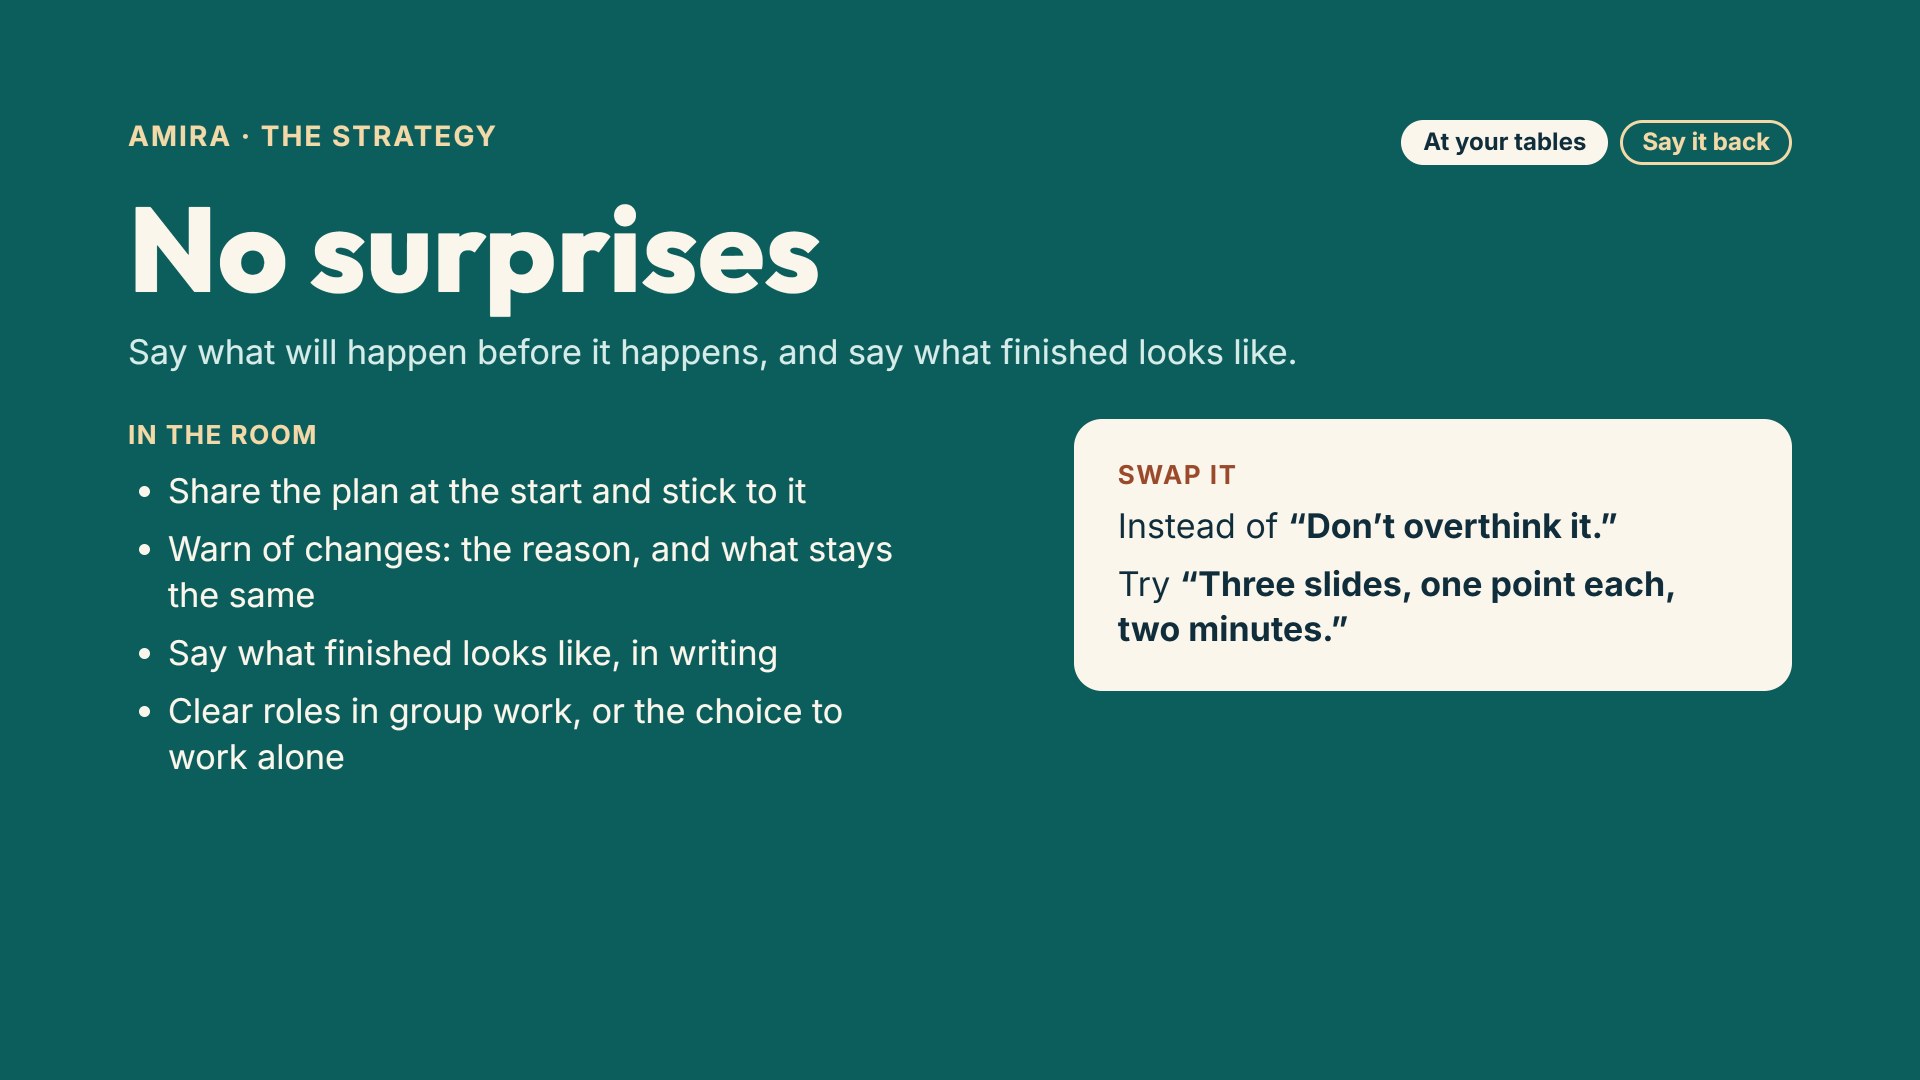 AMIRA · THE STRATEGY
At your tables
Say it back
No surprises
Say what will happen before it happens, and say what finished looks like.
IN THE ROOM
• Share the plan at the start and stick to it
• Warn of changes: the reason, and what stays
the same
• Say what finished looks like, in writing
• Clear roles in group work, or the choice to
work alone
SWAP IT
Instead of “Don’t overthink it.”
Try “Three slides, one point each,
two minutes.”